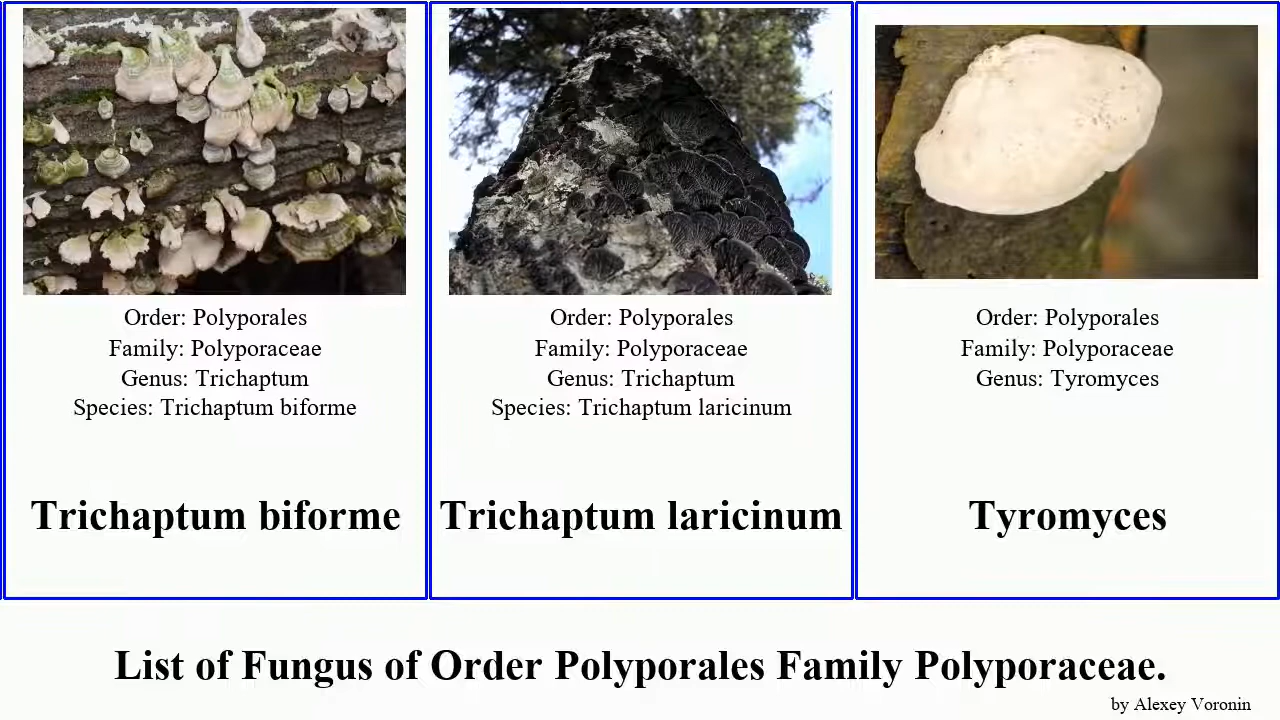 Order: Polyporales
Family: Polyporaceae
Genus: Trichaptum
Species: Trichaptum biforme
Trichaptum biforme
Order: Polyporales
Family: Polyporaceae
Genus: Trichaptum
Species: Trichaptum laricinum
Trichaptum laricinum
Order: Polyporales
Family: Polyporaceae
Genus: Tyromyces
Tyromyces
List of Fungus of Order Polyporales Family Polyporaceae.
by Alexey Voronin